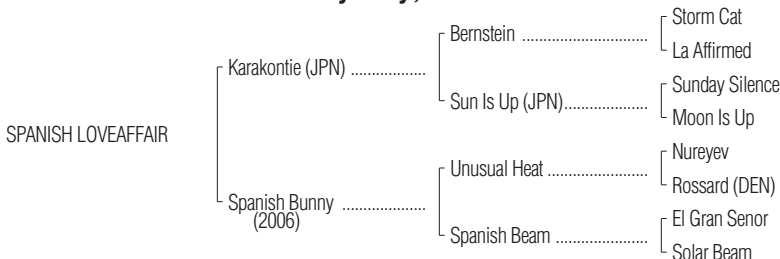 Storm Cat
Bernstein ..............................
La Affirmed
Karakontie (JPN) ..................
Sunday Silence
Sun Is Up (JPN)....................
Moon Is Up
SPANISH LOVEAFFAIR
Nureyev
Unusual Heat ........................
Rossard (DEN)
Spanish Bunny ....................
(2006)
El Gran Senor
Spanish Beam ......................
Solar Beam